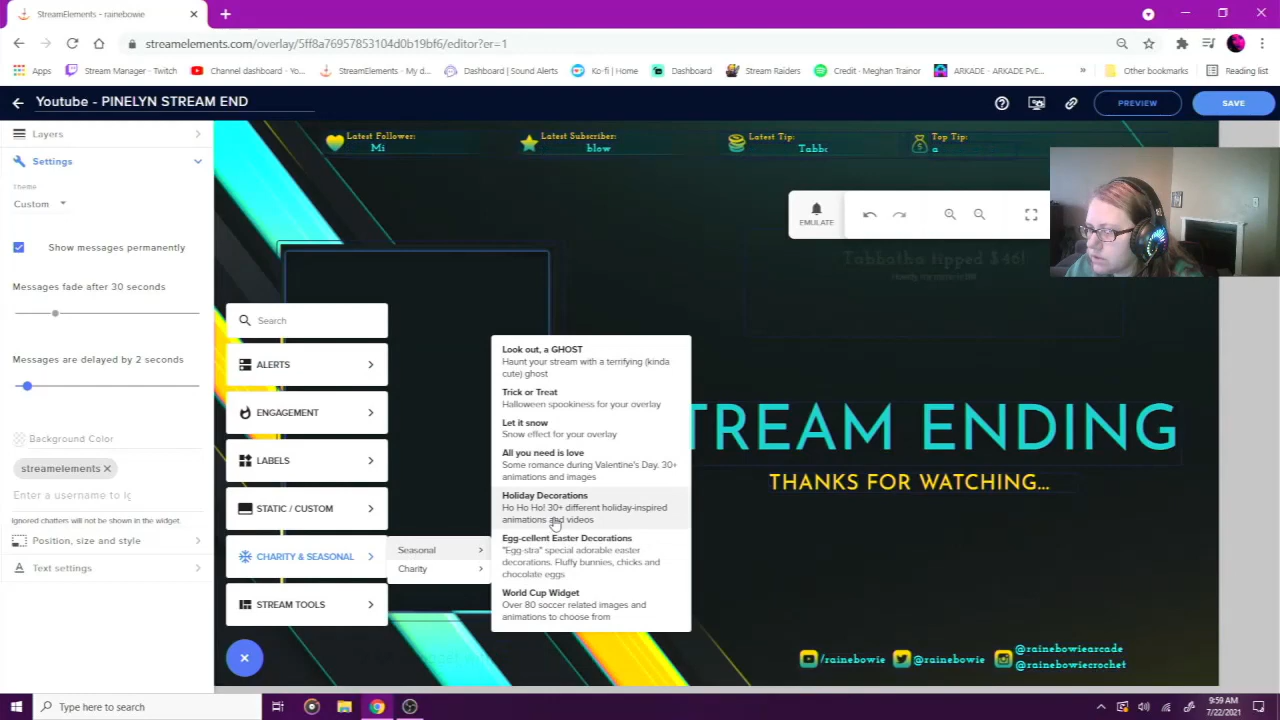 StreamElements - rainebowie
streamelements.com/overlay/5ff8a76957853104d0b19bf6/editor?er=1
Apps Stream Manager - Twitch Channel dashboard - Yo... StreamElements - My d... Dashboard | Sound Alerts Ko-fi | Home Dashboard Stream Raiders Credit - Meghan Trainor ARKADE - ARKADE PvE... » Other bookmarks Reading list
Youtube - PINELYN STREAM END
PREVIEW SAVE
Layers
Settings
Theme
Custom
Show messages permanently
Messages fade after 30 seconds
Messages are delayed by 2 seconds
Background Color
streamelements
Enter a username to ig
Ignored chatters will not be shown in the widget.
Position, size and style
Text settings
Latest Follower:
Mi
Latest Subscriber:
blow
Latest Tip:
Tabbc
Top Tip:
a
EMULATE
Tabbatha tipped $46!
Search
ALERTS
ENGAGEMENT
LABELS
STATIC / CUSTOM
CHARITY & SEASONAL
STREAM TOOLS
Seasonal
Charity
Look out, a GHOST
Haunt your stream with a terrifying (kinda
cute) ghost
Trick or Treat
Halloween spookiness for your overlay
Let it snow
Snow effect for your overlay
All you need is love
Some romance during Valentine's Day. 30+
animations and images
Holiday Decorations
Ho Ho Ho! 30+ different holiday-inspired
animations and videos
Egg-cellent Easter Decorations
"Egg-stra" special adorable easter
decorations. Fluffy bunnies, chicks and
chocolate eggs
World Cup Widget
Over 80 soccer related images and
animations to choose from
TREAM ENDING
THANKS FOR WATCHING...
/rainebowie @rainebowie @rainebowiearcade
@rainebowiecrochet
Type here to search
9:59 AM
7/22/2021